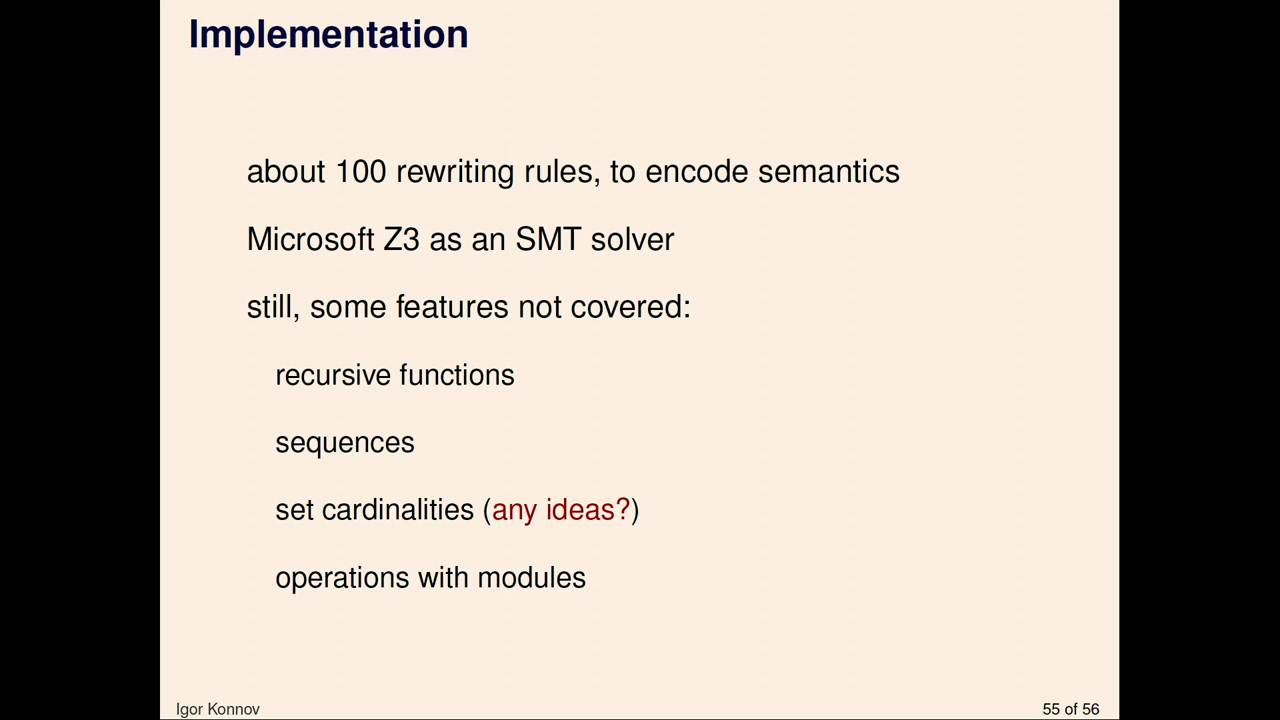 Implementation
about 100 rewriting rules, to encode semantics
Microsoft Z3 as an SMT solver
still, some features not covered:
recursive functions
sequences
set cardinalities (any ideas?)
operations with modules
Igor Konnov
55 of 56